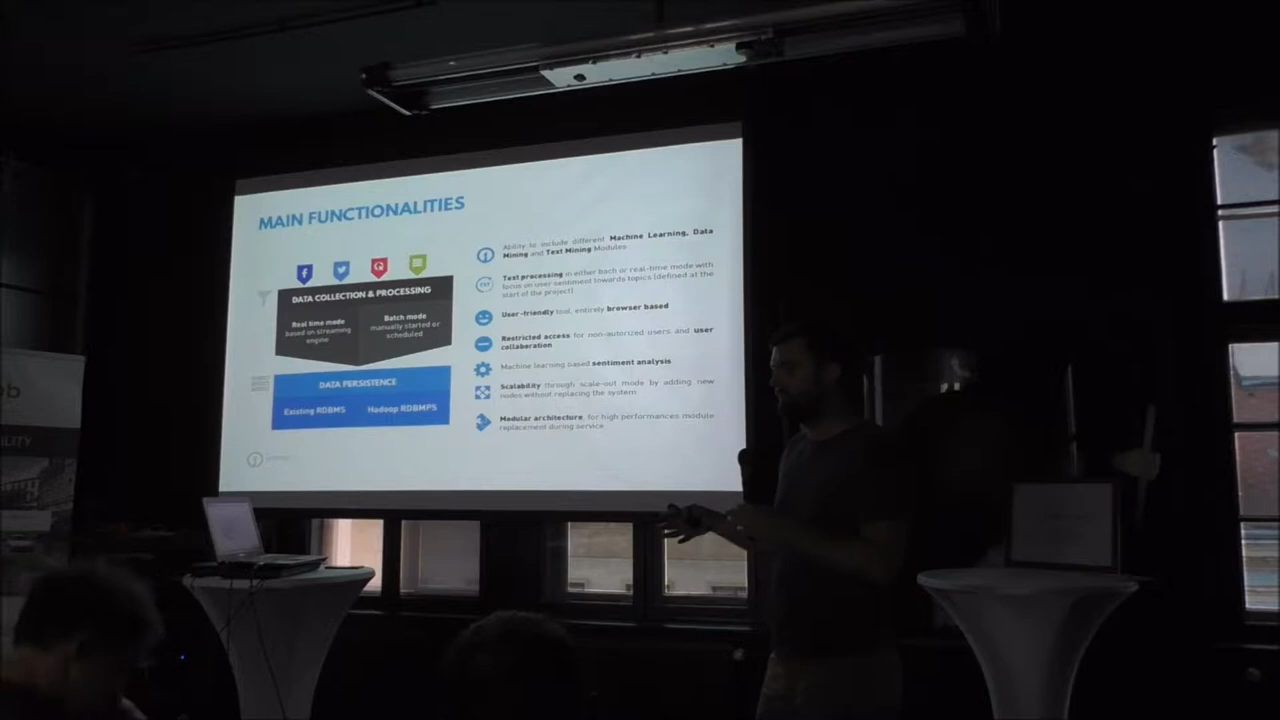 MAIN FUNCTIONALITIES
DATA COLLECTION & PROCESSING
Real time mode
based on streaming
engine
Batch mode
manually started or
scheduled
DATA PERSISTENCE
Existing RDBMS
Hadoop RDBMPS
Ability to include different Machine Learning, Data
Mining and Text Mining Modules
TXT
Text processing in either bach or real-time mode with
focus on user sentiment towards topics (defined at the
start of the project)
User-friendly tool, entirely browser based
Restricted access for non-autorized users and user
collaboration
Machine learning based sentiment analysis
Scalability through scale-out mode by adding new
nodes without replacing the system
Modular architecture, for high performances module
replacement during service
ILITY